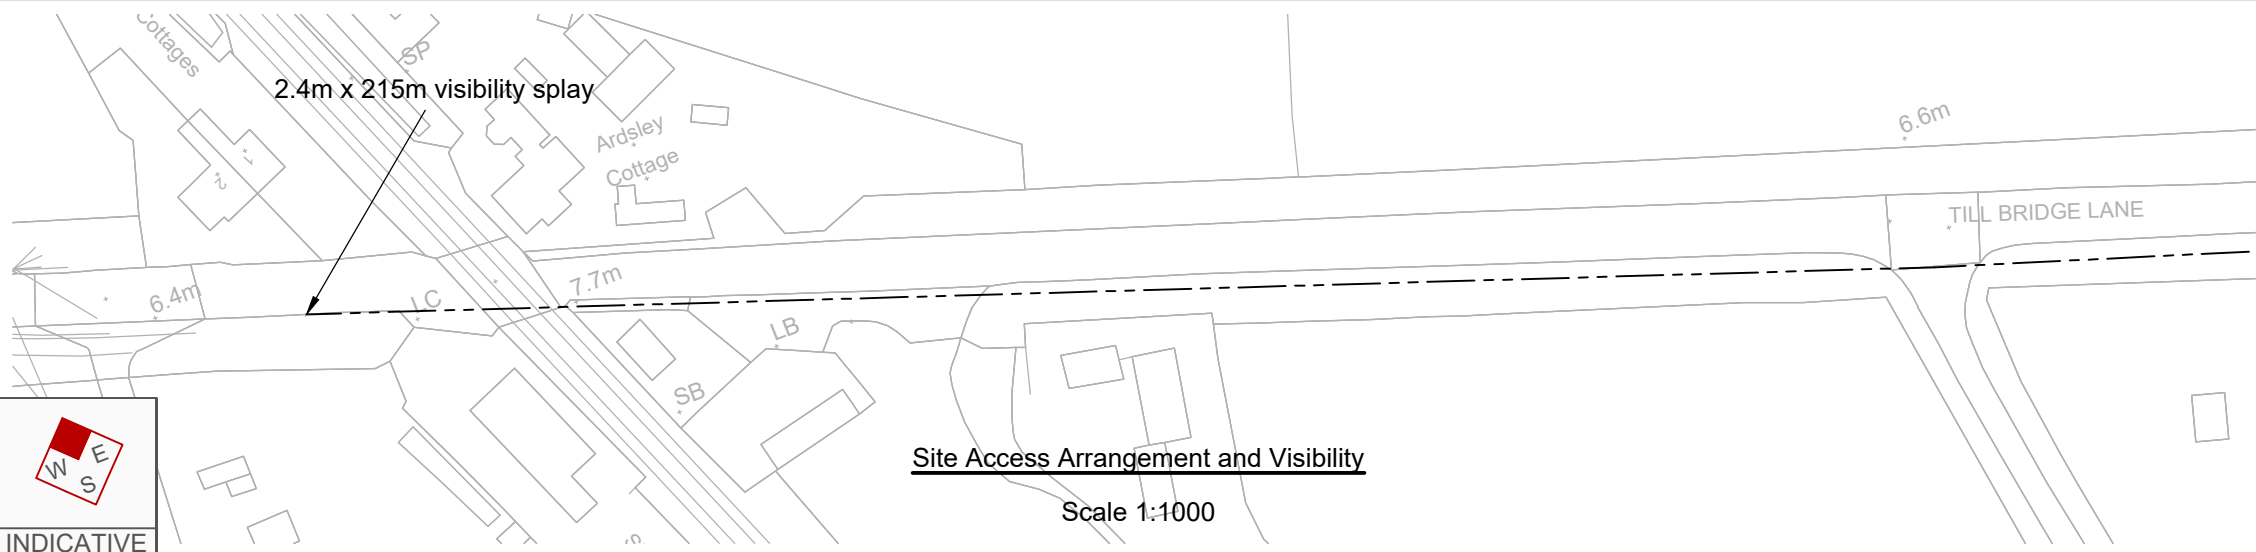 Cottages
SP
2.4m x 215m visibility splay
Ardsley
Cottage
6.6m
1
2
TILL BRIDGE LANE
6.4m
LC
7.7m
LB
SB
W
E
S
Site Access Arrangement and Visibility
Scale 1:1000
INDICATIVE